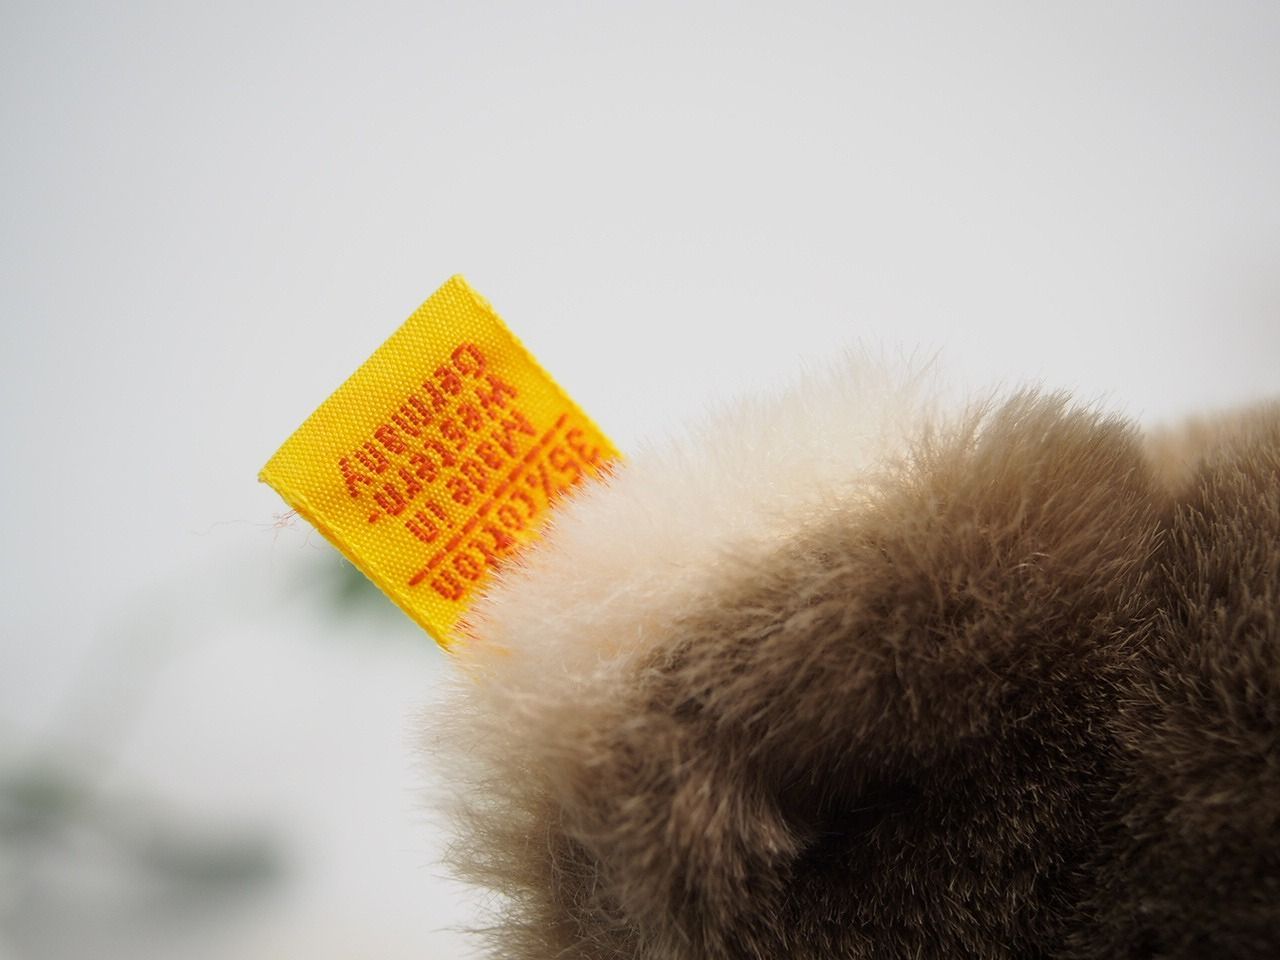 35%cotton
Made in
Western-
Germany